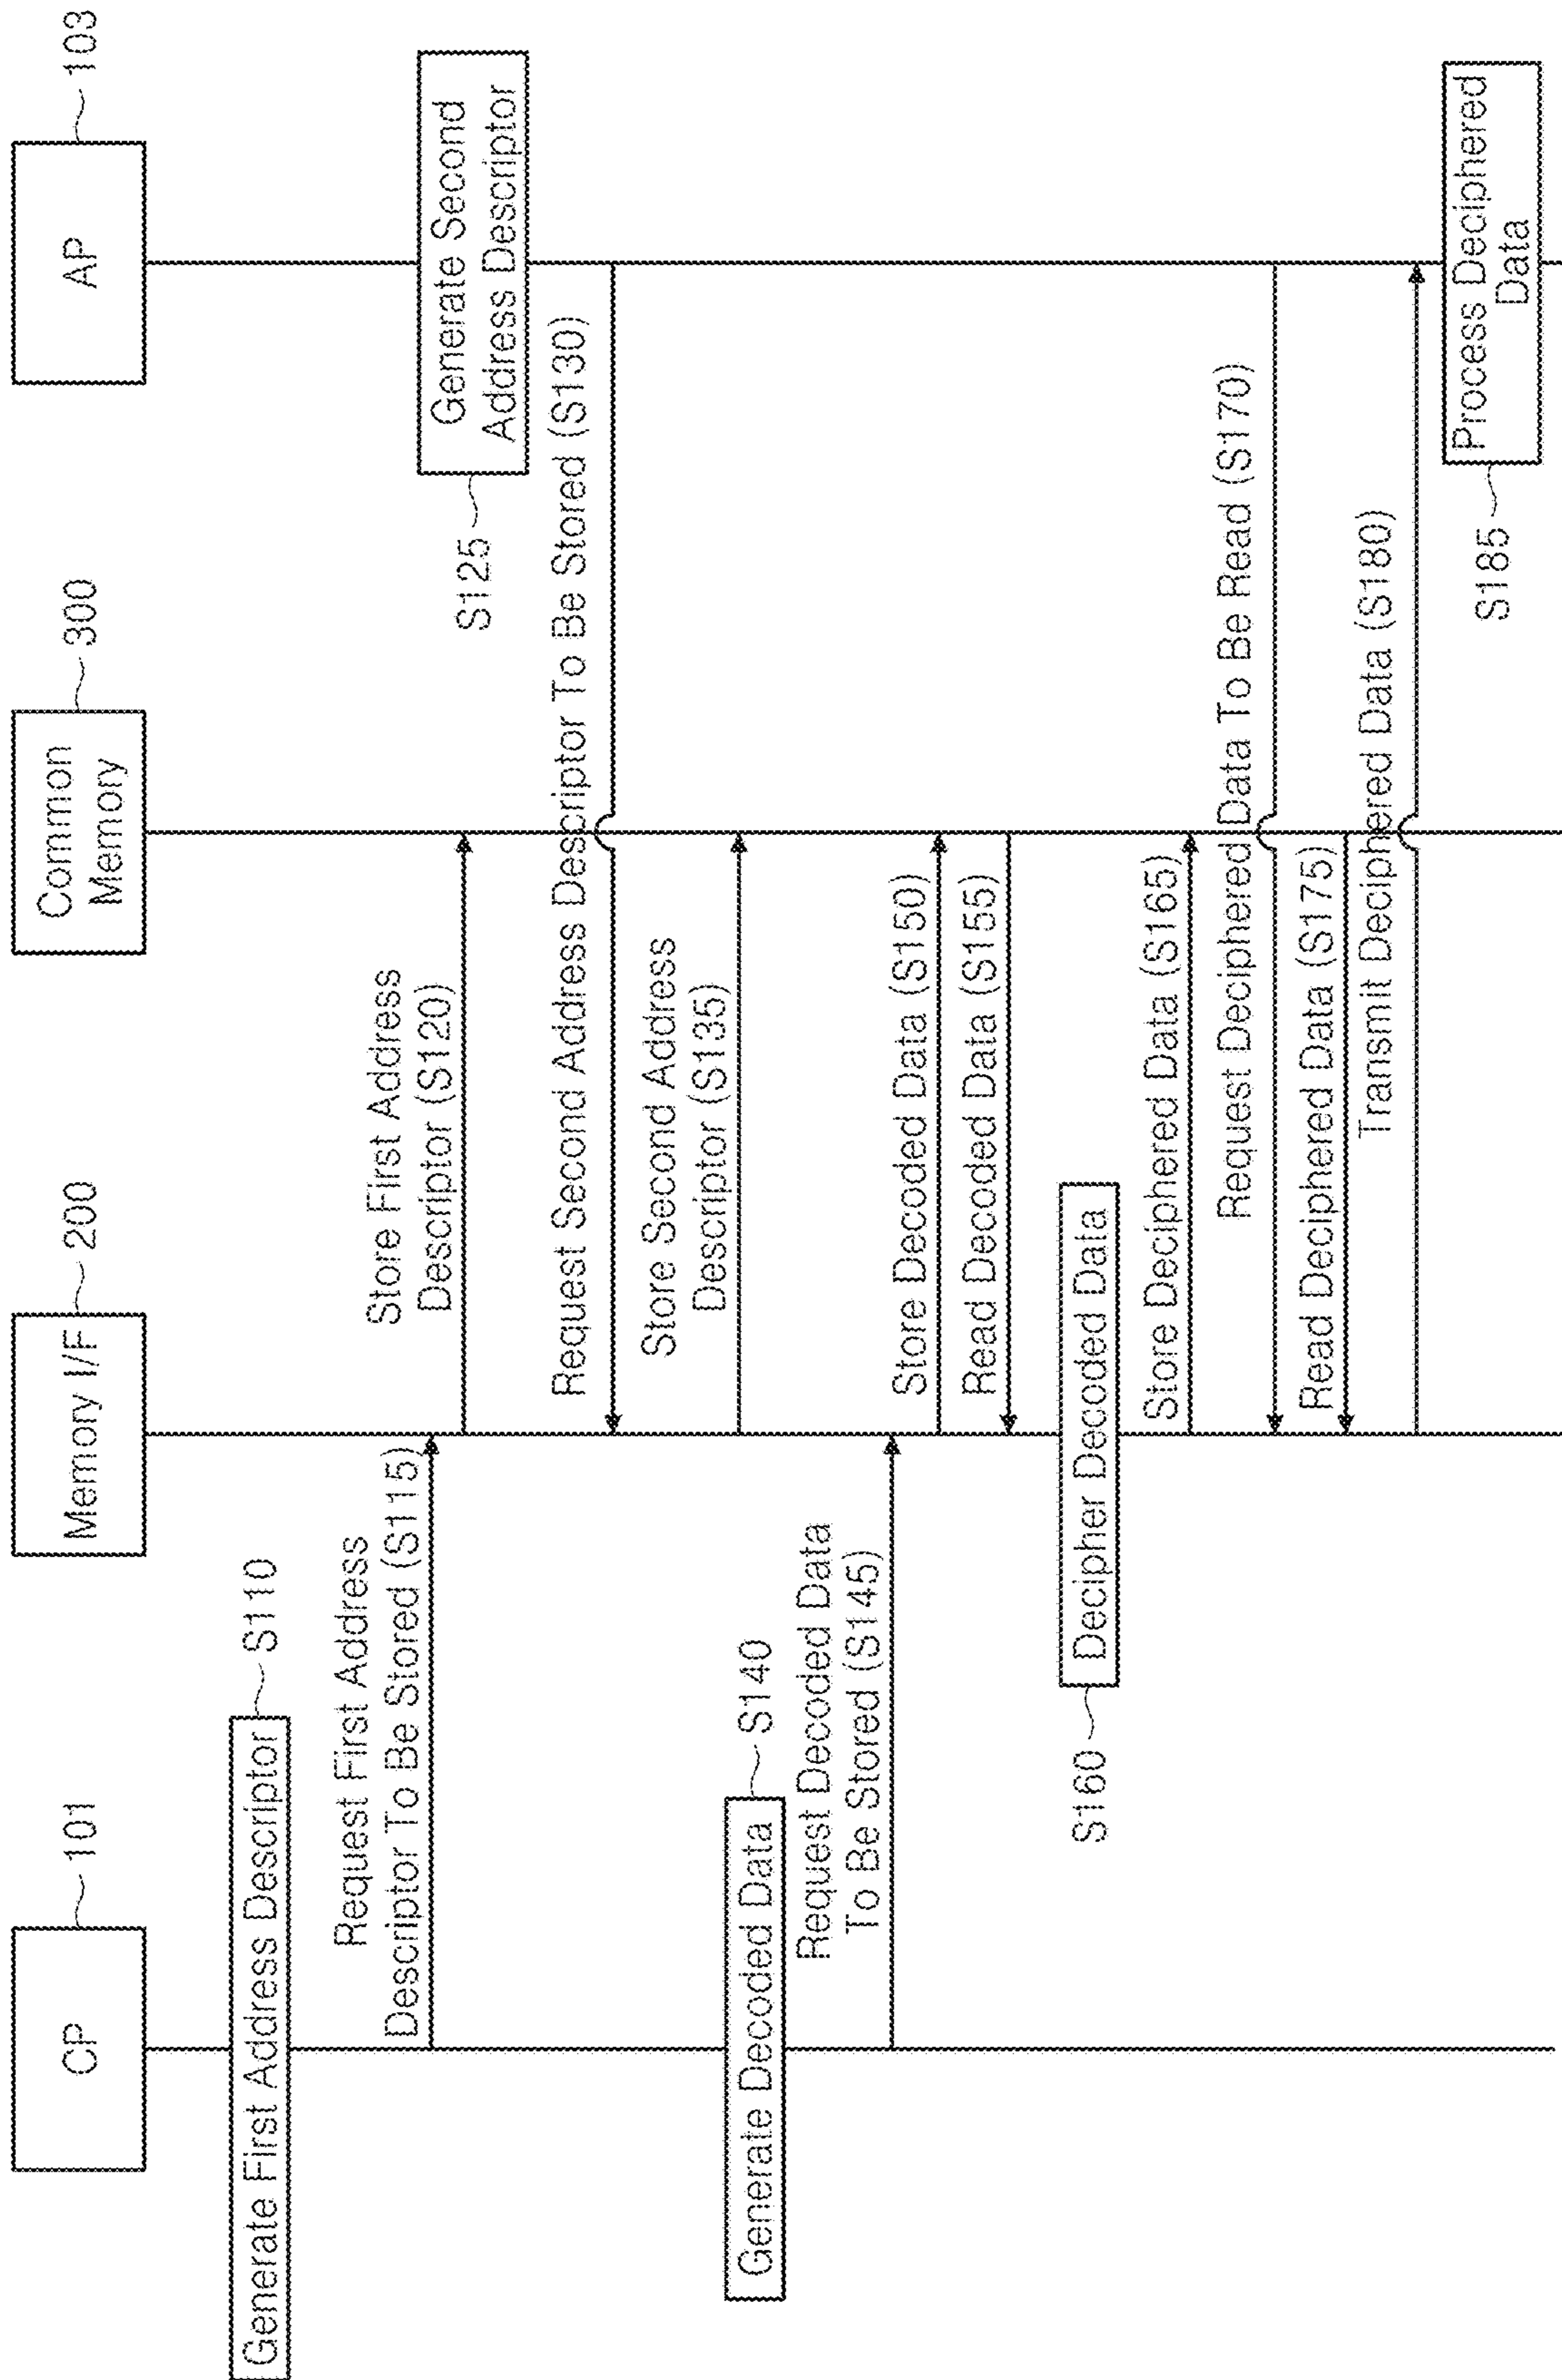 CP
101
Memory I/F
200
Common
Memory
300
AP
103
Generate First Address Descriptor
S110
Request First Address
Descriptor To Be Stored (S115)
Store First Address
Descriptor (S120)
Generate Second
Address Descriptor
S125
Request Second Address Descriptor To Be Stored (S130)
Store Second Address
Descriptor (S135)
Generate Decoded Data
S140
Request Decoded Data
To Be Stored (S145)
Store Decoded Data (S150)
Read Decoded Data (S155)
S160
Decipher Decoded Data
Store Deciphered Data (S165)
Request Deciphered Data To Be Read (S170)
Read Deciphered Data (S175)
Transmit Deciphered Data (S180)
S185
Process Deciphered
Data